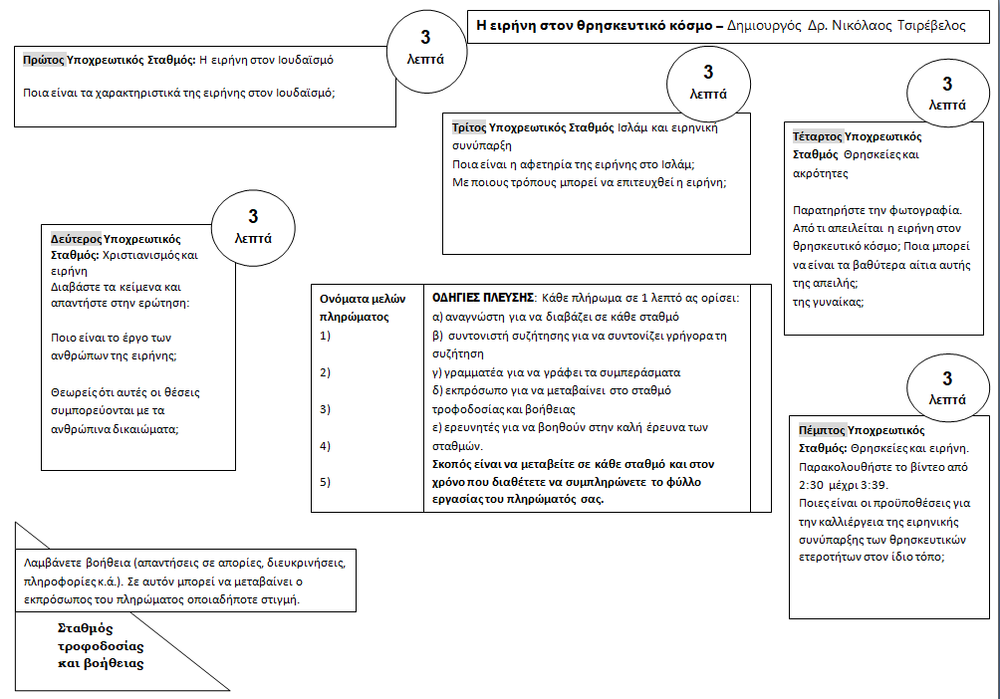 Η ειρήνη στον θρησκευτικό κόσμο – Δημιουργός Δρ. Νικόλαος Τσιρέβελος
3
λεπτά
Πρώτος Υποχρεωτικός Σταθμός: Η ειρήνη στον Ιουδαϊσμό
Ποια είναι τα χαρακτηριστικά της ειρήνης στον Ιουδαϊσμό;
3
λεπτά
Δεύτερος Υποχρεωτικός
Σταθμός: Χριστιανισμός και
ειρήνη
Διαβάστε τα κείμενα και
απαντήστε στην ερώτηση:
Ποιο είναι το έργο των
ανθρώπων της ειρήνης;
Θεωρείς ότι αυτές οι θέσεις
συμπορεύονται με τα
ανθρώπινα δικαιώματα;
3
λεπτά
Τρίτος Υποχρεωτικός Σταθμός Ισλάμ και ειρηνική
συνύπαρξη
Ποια είναι η αφετηρία της ειρήνης στο Ισλάμ;
Με ποιους τρόπους μπορεί να επιτευχθεί η ειρήνη;
3
λεπτά
Τέταρτος Υποχρεωτικός
Σταθμός Θρησκείες και
ακρότητες
Παρατηρήστε την φωτογραφία.
Από τι απειλείται η ειρήνη στον
θρησκευτικό κόσμο; Ποια μπορεί
να είναι τα βαθύτερα αίτια αυτής
της απειλής;
της γυναίκας;
Ονόματα μελών
πληρώματος
1)
2)
3)
4)
5)
ΟΔΗΓΙΕΣ ΠΛΕΥΣΗΣ: Κάθε πλήρωμα σε 1 λεπτό ας ορίσει:
α) αναγνώστη για να διαβάζει σε κάθε σταθμό
β) συντονιστή συζήτησης για να συντονίζει γρήγορα τη
συζήτηση
γ) γραμματέα για να γράφει τα συμπεράσματα
δ) εκπρόσωπο για να μεταβαίνει στο σταθμό
τροφοδοσίας και βοήθειας
ε) ερευνητές για να βοηθούν στην καλή έρευνα των
σταθμών.
Σκοπός είναι να μεταβείτε σε κάθε σταθμό και στον
χρόνο που διαθέτετε να συμπληρώνετε το φύλλο
εργασίας του πληρώματός σας.
3
λεπτά
Πέμπτος Υποχρεωτικός
Σταθμός: Θρησκείες και ειρήνη.
Παρακολουθήστε το βίντεο από
2:30 μέχρι 3:39.
Ποιες είναι οι προϋποθέσεις για
την καλλιέργεια της ειρηνικής
συνύπαρξης των θρησκευτικών
ετεροτήτων στον ίδιο τόπο;
Λαμβάνετε βοήθεια (απαντήσεις σε απορίες, διευκρινήσεις,
πληροφορίες κ.ά.). Σε αυτόν μπορεί να μεταβαίνει ο
εκπρόσωπος του πληρώματος οποιαδήποτε στιγμή.
Σταθμός
τροφοδοσίας
και βοήθειας